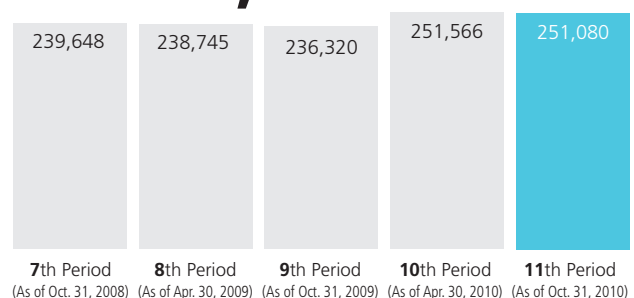 239,648
238,745
236,320
251,566
251,080
7th Period
(As of Oct. 31, 2008)
8th Period
(As of Apr. 30, 2009)
9th Period
(As of Oct. 31, 2009)
10th Period
(As of Apr. 30, 2010)
11th Period
(As of Oct. 31, 2010)